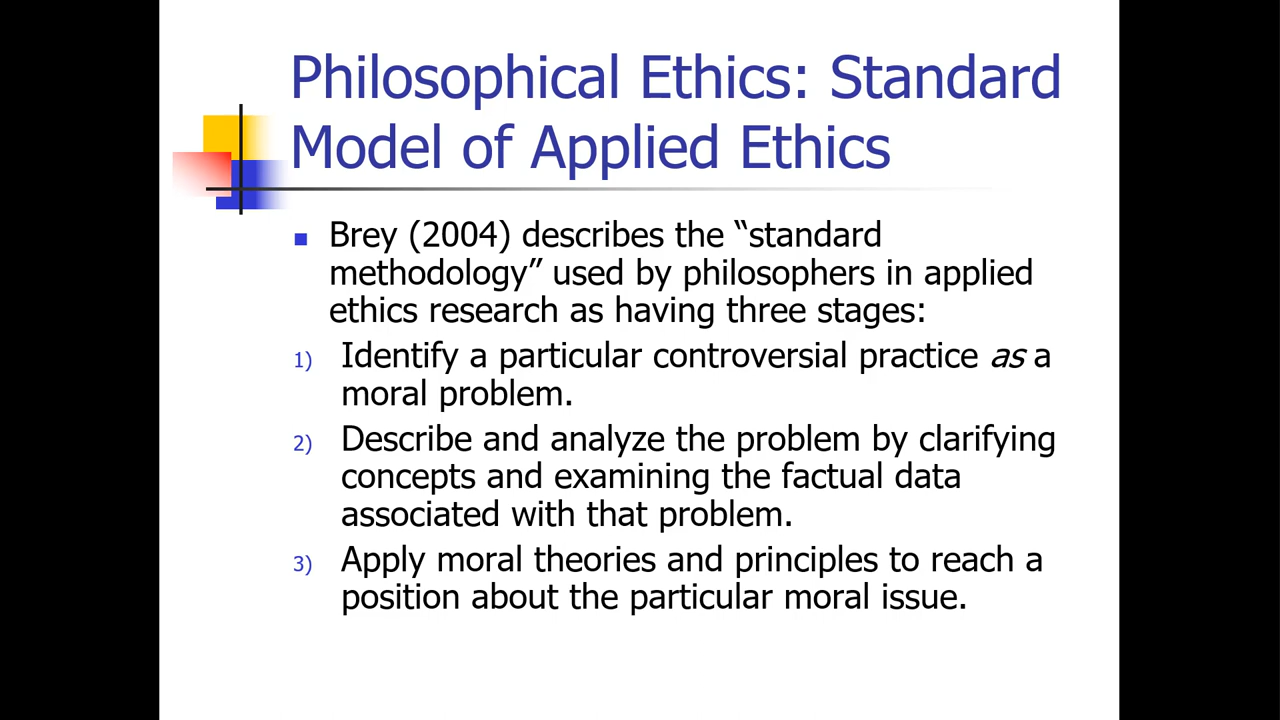 Philosophical Ethics: Standard
Model of Applied Ethics
Brey (2004) describes the “standard
methodology” used by philosophers in applied
ethics research as having three stages:
1) Identify a particular controversial practice as a
moral problem.
2) Describe and analyze the problem by clarifying
concepts and examining the factual data
associated with that problem.
3) Apply moral theories and principles to reach a
position about the particular moral issue.